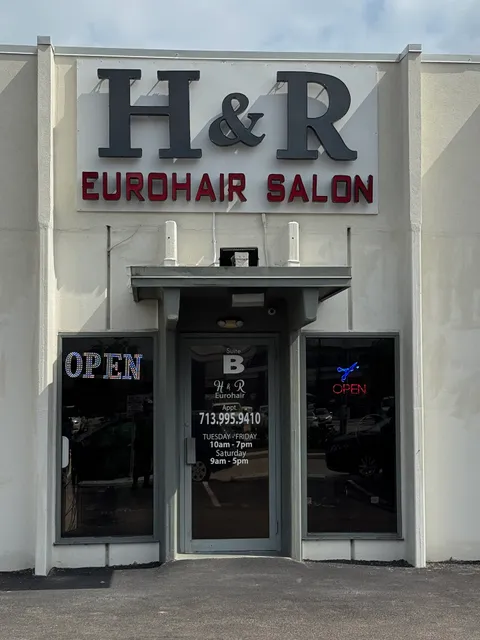 H & R
EUROHAIR SALON
OPEN
OPEN
Suite
B
H & R
Eurohair
Appt
713.995.9410
TUESDAY - FRIDAY
10am - 7pm
Saturday
9am - 5pm